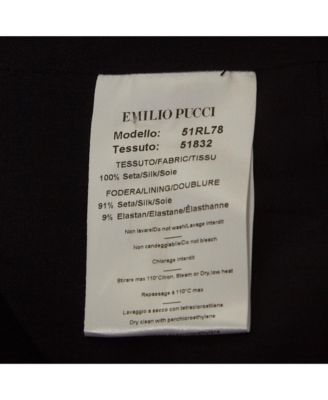 EMILIO PUCCI
Modello: 51RL78
Tessuto: 51832
TESSUTO/FABRIC/TISSU
100% Seta/Silk/Soie
FODERA/LINING/DOUBLURE
91% Seta/Silk/Soie
9% Elastan/Elastane/Élasthanne
Non lavare/Do not wash/Lavage interdit
Non candeggiabile/Do not bleach
Chlorage interdit
Stirare max 110°C/Iron, Steam or Dry, low heat
Repassage à 110°C max
Lavaggio a secco con tetracloroetilene
Dry clean with perchloroethylene